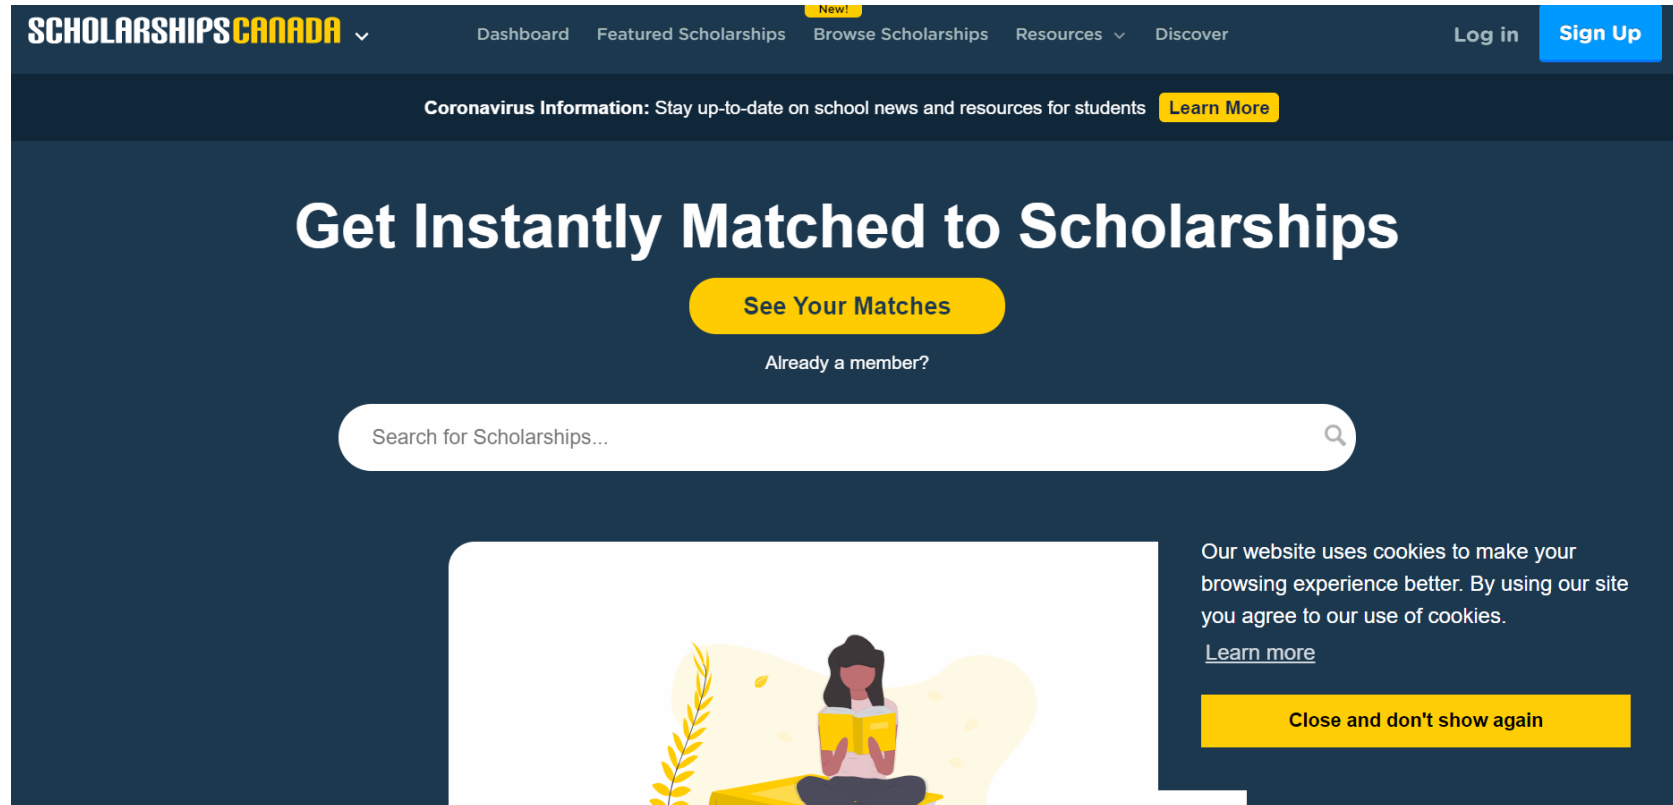 New!
SCHOLARSHIPSCANADA Dashboard Featured Scholarships Browse Scholarships Resources Discover Log in Sign Up
Coronavirus Information: Stay up-to-date on school news and resources for students Learn More
Get Instantly Matched to Scholarships
See Your Matches
Already a member?
Search for Scholarships...
Our website uses cookies to make your
browsing experience better. By using our site
you agree to our use of cookies.
Learn more
Close and don't show again